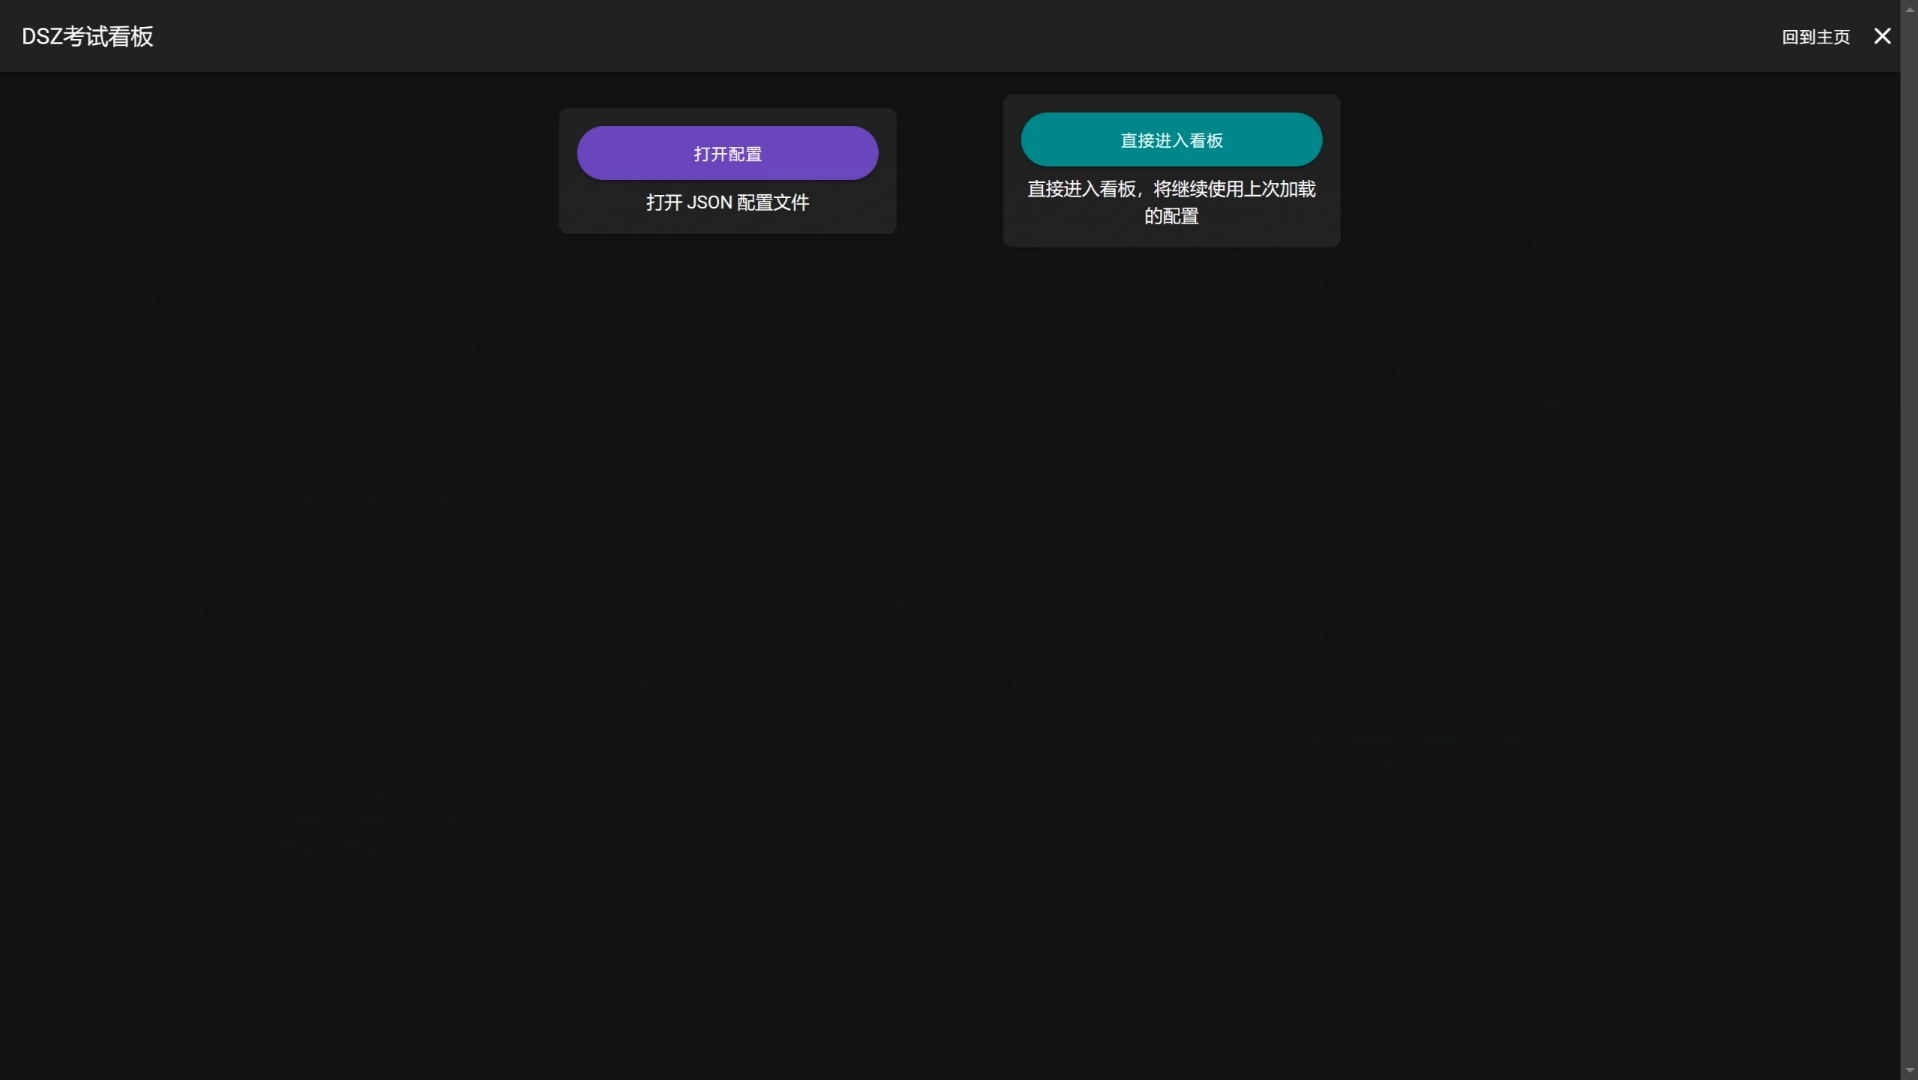 DSZ考试看板
回到主页
打开配置
打开 JSON 配置文件
直接进入看板
直接进入看板，将继续使用上次加载
的配置